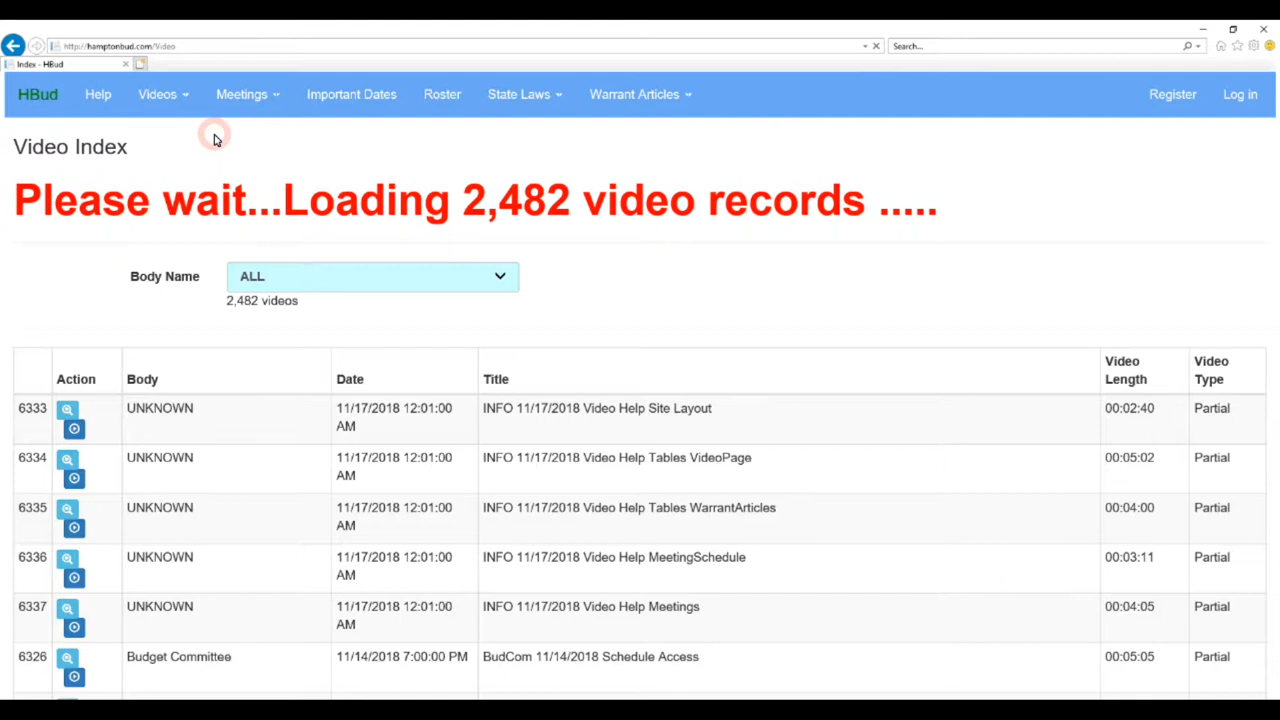 http://hamptonbud.com/Video
Search...
Index - HBud
HBud Help Videos Meetings Important Dates Roster State Laws Warrant Articles Register Log in
Video Index
Please wait...Loading 2,482 video records .....
Body Name ALL
2,482 videos
Action Body Date Title Video Length Video Type
6333 UNKNOWN 11/17/2018 12:01:00 AM INFO 11/17/2018 Video Help Site Layout 00:02:40 Partial
6334 UNKNOWN 11/17/2018 12:01:00 AM INFO 11/17/2018 Video Help Tables VideoPage 00:05:02 Partial
6335 UNKNOWN 11/17/2018 12:01:00 AM INFO 11/17/2018 Video Help Tables WarrantArticles 00:04:00 Partial
6336 UNKNOWN 11/17/2018 12:01:00 AM INFO 11/17/2018 Video Help MeetingSchedule 00:03:11 Partial
6337 UNKNOWN 11/17/2018 12:01:00 AM INFO 11/17/2018 Video Help Meetings 00:04:05 Partial
6326 Budget Committee 11/14/2018 7:00:00 PM BudCom 11/14/2018 Schedule Access 00:05:05 Partial